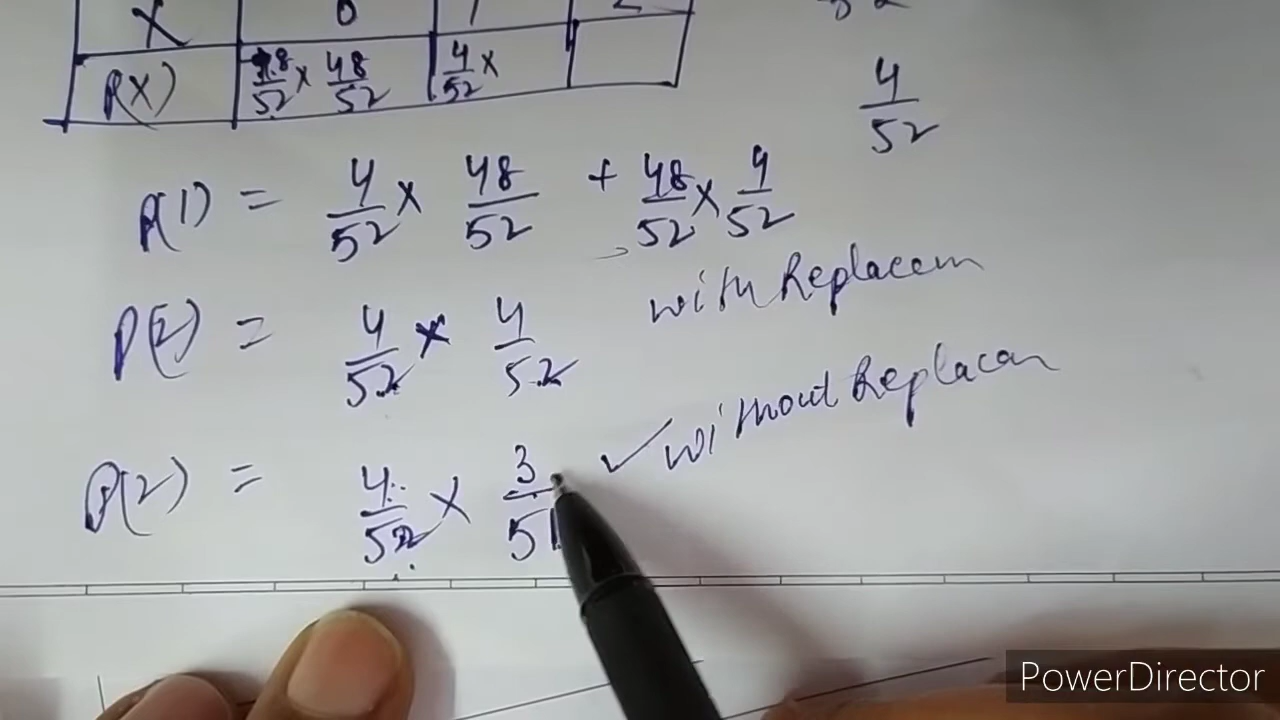 X 0 1 2
P(X) 48/52 × 48/52 4/52 ×
4/52
P(1) = 4/52 × 48/52 + 48/52 × 4/52
with Replacem
P(2) = 4/52 × 4/52
without Replacan
P(2) = 4/52 × 3/51 ✓
PowerDirector